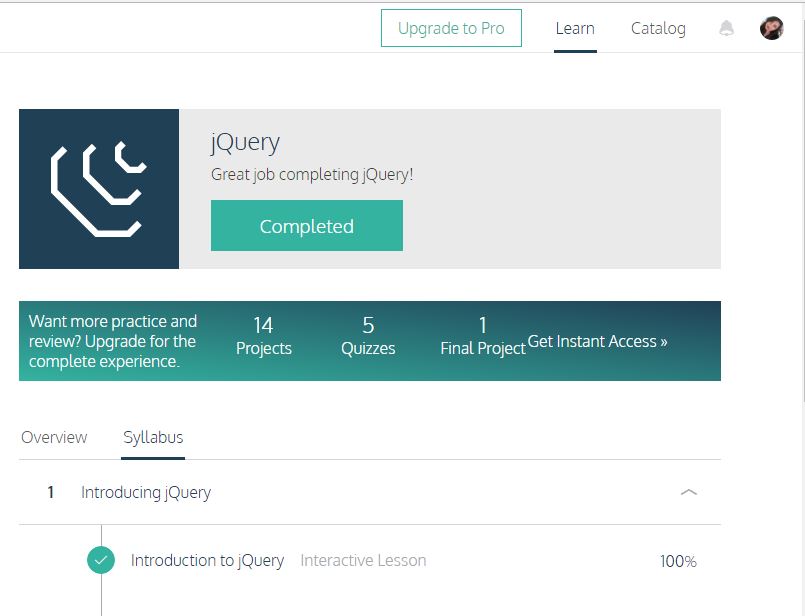 Upgrade to Pro Learn Catalog
jQuery
Great job completing jQuery!
Completed
Want more practice and
review? Upgrade for the
complete experience.
14
Projects
5
Quizzes
1
Final Project
Get Instant Access »
Overview Syllabus
1 Introducing jQuery
Introduction to jQuery Interactive Lesson 100%